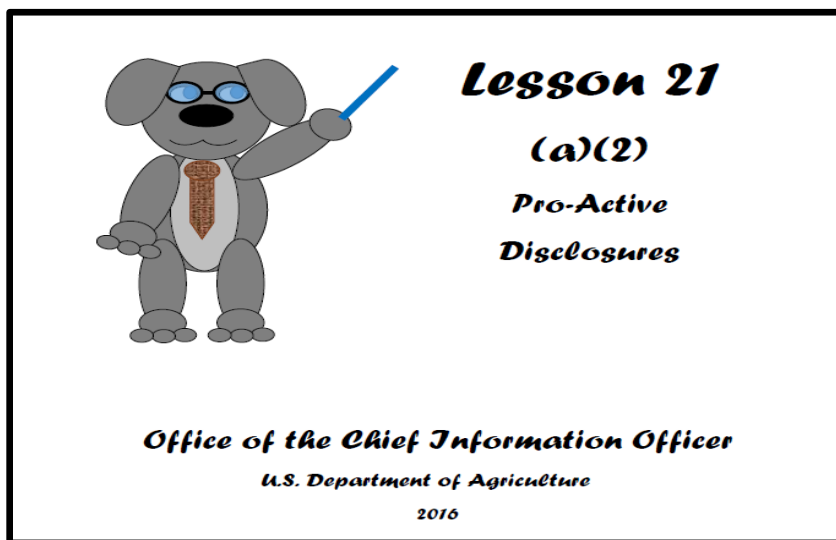 Lesson 21
(a)(2)
Pro-Active
Disclosures
Office of the Chief Information Officer
U.S. Department of Agriculture
2016